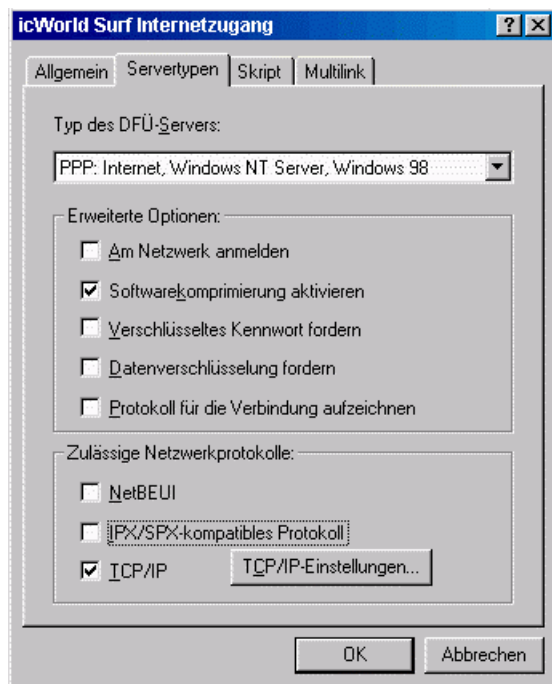 icWorld Surf Internetzugang
Allgemein Servertypen Skript Multilink
Typ des DFÜ-Servers:
PPP: Internet, Windows NT Server, Windows 98
Erweiterte Optionen:
Am Netzwerk anmelden
Softwarekomprimierung aktivieren
Verschlüsseltes Kennwort fordern
Datenverschlüsselung fordern
Protokoll für die Verbindung aufzeichnen
Zulässige Netzwerkprotokolle:
NetBEUI
IPX/SPX-kompatibles Protokoll
TCP/IP TCP/IP-Einstellungen...
OK Abbrechen